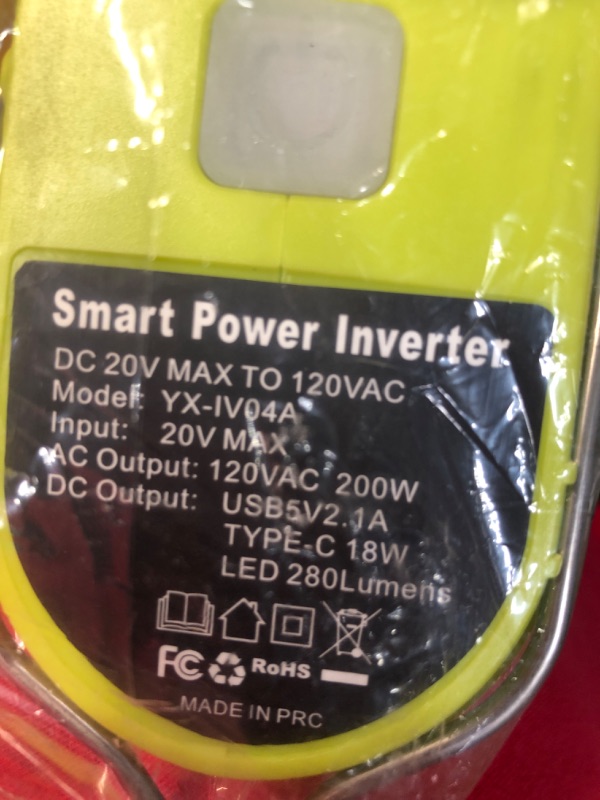 Smart Power Inverter
DC 20V MAX TO 120VAC
Model: YX-IV04A
Input: 20V MAX
AC Output: 120VAC 200W
DC Output: USB5V2.1A
TYPE-C 18W
LED 280Lumens
FC RoHS
MADE IN PRC